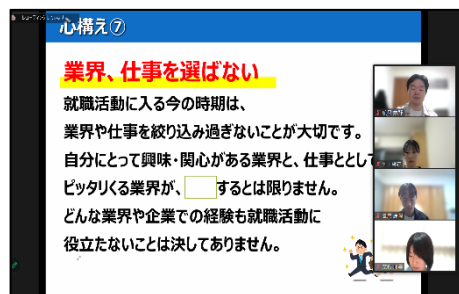 心構え⑦
業界、仕事を選ばない
就職活動に入る今の時期は、
業界や仕事を絞り込み過ぎないことが大切です。
自分にとって興味・関心がある業界と、仕事として
ピッタリくる業界が、 するとは限りません。
どんな業界や企業での経験も就職活動に
役立たないことは決してありません。